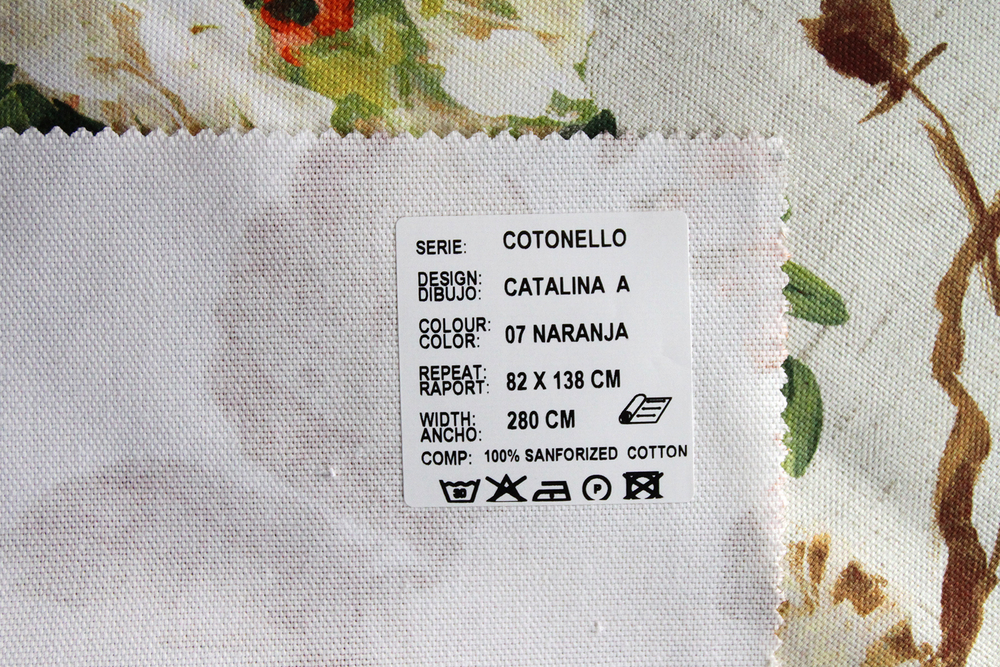 SERIE: COTONELLO
DESIGN:
DIBUJO: CATALINA A
COLOUR:
COLOR: 07 NARANJA
REPEAT:
RAPORT: 82 X 138 CM
WIDTH:
ANCHO: 280 CM
COMP: 100% SANFORIZED COTTON
30 P